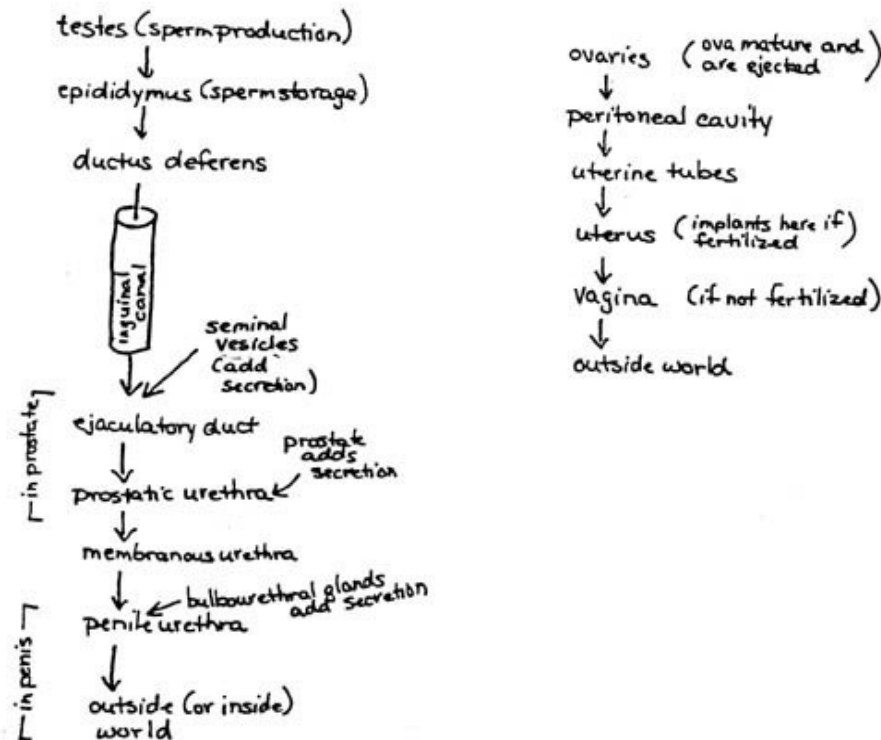 testes (sperm production)
epididymus (sperm storage)
ductus deferens
inguinal
canal
seminal
vesicles
(add
secretion)
in prostate
ejaculatory duct
prostate
adds
secretion
prostatic urethra
membranous urethra
bulbourethral glands
add secretion
in penis
penile urethra
outside (or inside)
world
ovaries (ova mature and
are ejected)
peritoneal cavity
uterine tubes
uterus (implants here if
fertilized)
vagina (if not fertilized)
outside world